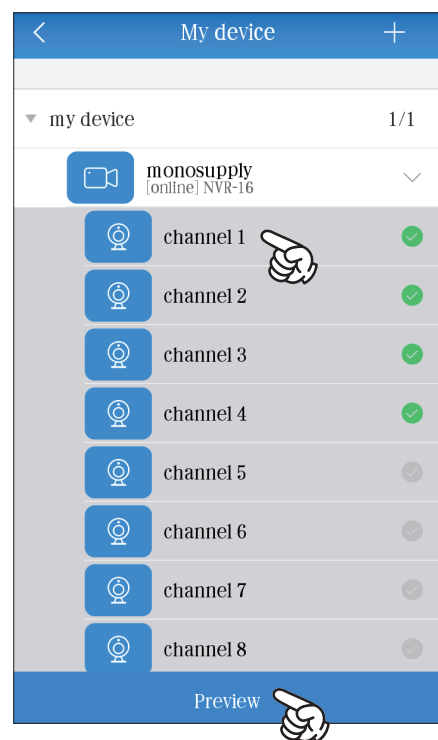 My device
my device 1/1
monosupply
[online] NVR-16
channel 1
channel 2
channel 3
channel 4
channel 5
channel 6
channel 7
channel 8
Preview